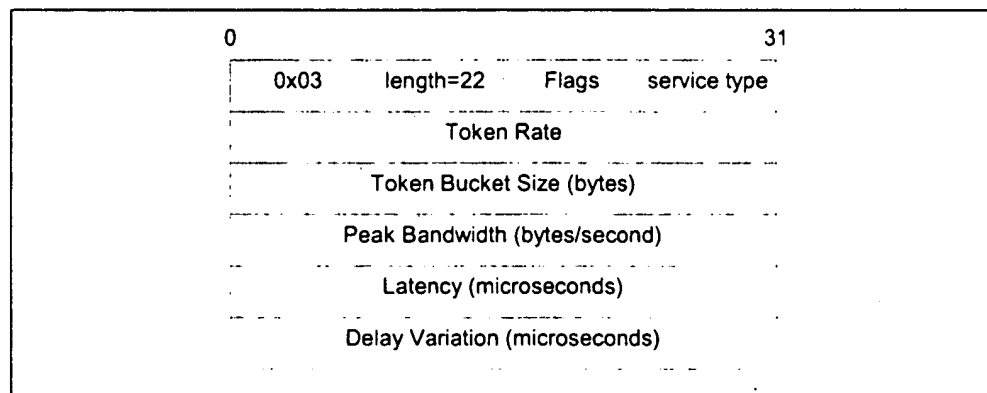 0 31
0x03 length=22 Flags service type
Token Rate
Token Bucket Size (bytes)
Peak Bandwidth (bytes/second)
Latency (microseconds)
Delay Variation (microseconds)